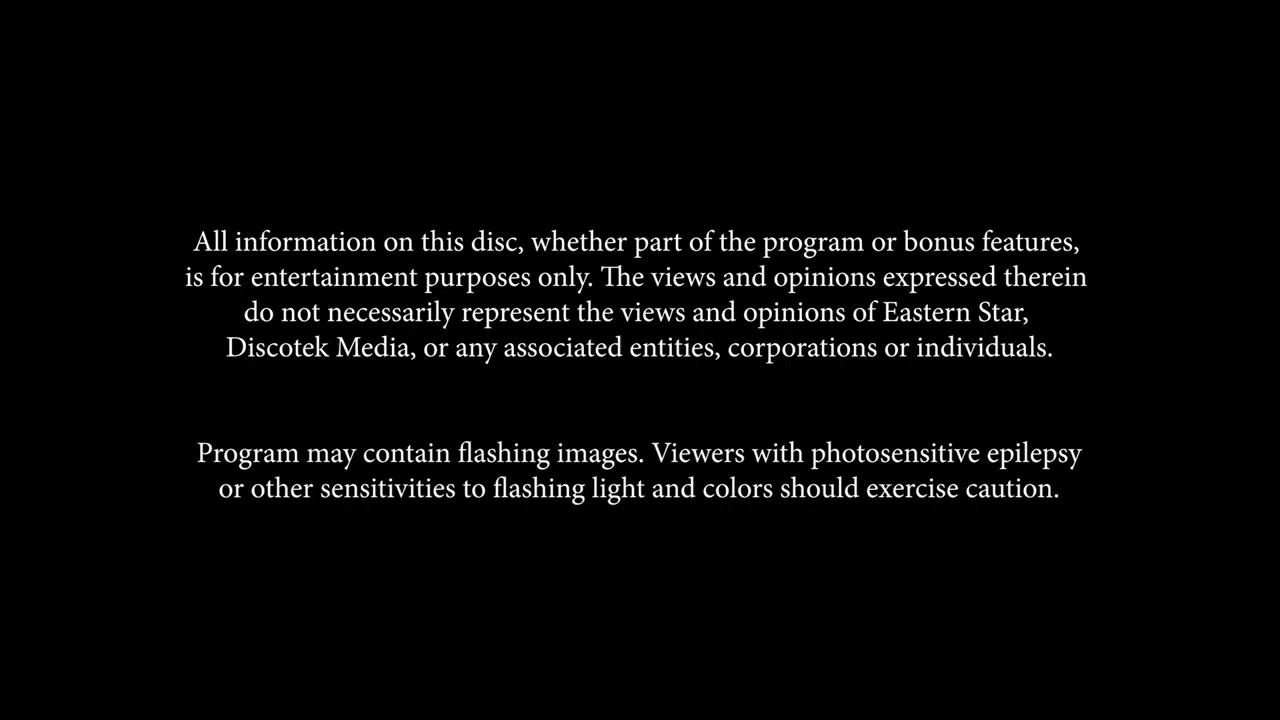 All information on this disc, whether part of the program or bonus features,
is for entertainment purposes only. The views and opinions expressed therein
do not necessarily represent the views and opinions of Eastern Star,
Discotek Media, or any associated entities, corporations or individuals.
Program may contain flashing images. Viewers with photosensitive epilepsy
or other sensitivities to flashing light and colors should exercise caution.